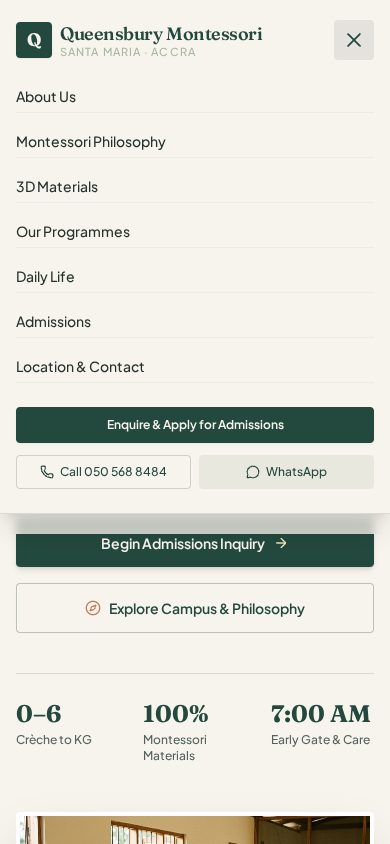 Q
Queensbury Montessori
SANTA MARIA · ACCRA
About Us
Montessori Philosophy
3D Materials
Our Programmes
Daily Life
Admissions
Location & Contact
Enquire & Apply for Admissions
Call 050 568 8484
WhatsApp
Begin Admissions Inquiry
Explore Campus & Philosophy
0–6
Crèche to KG
100%
Montessori
Materials
7:00 AM
Early Gate & Care